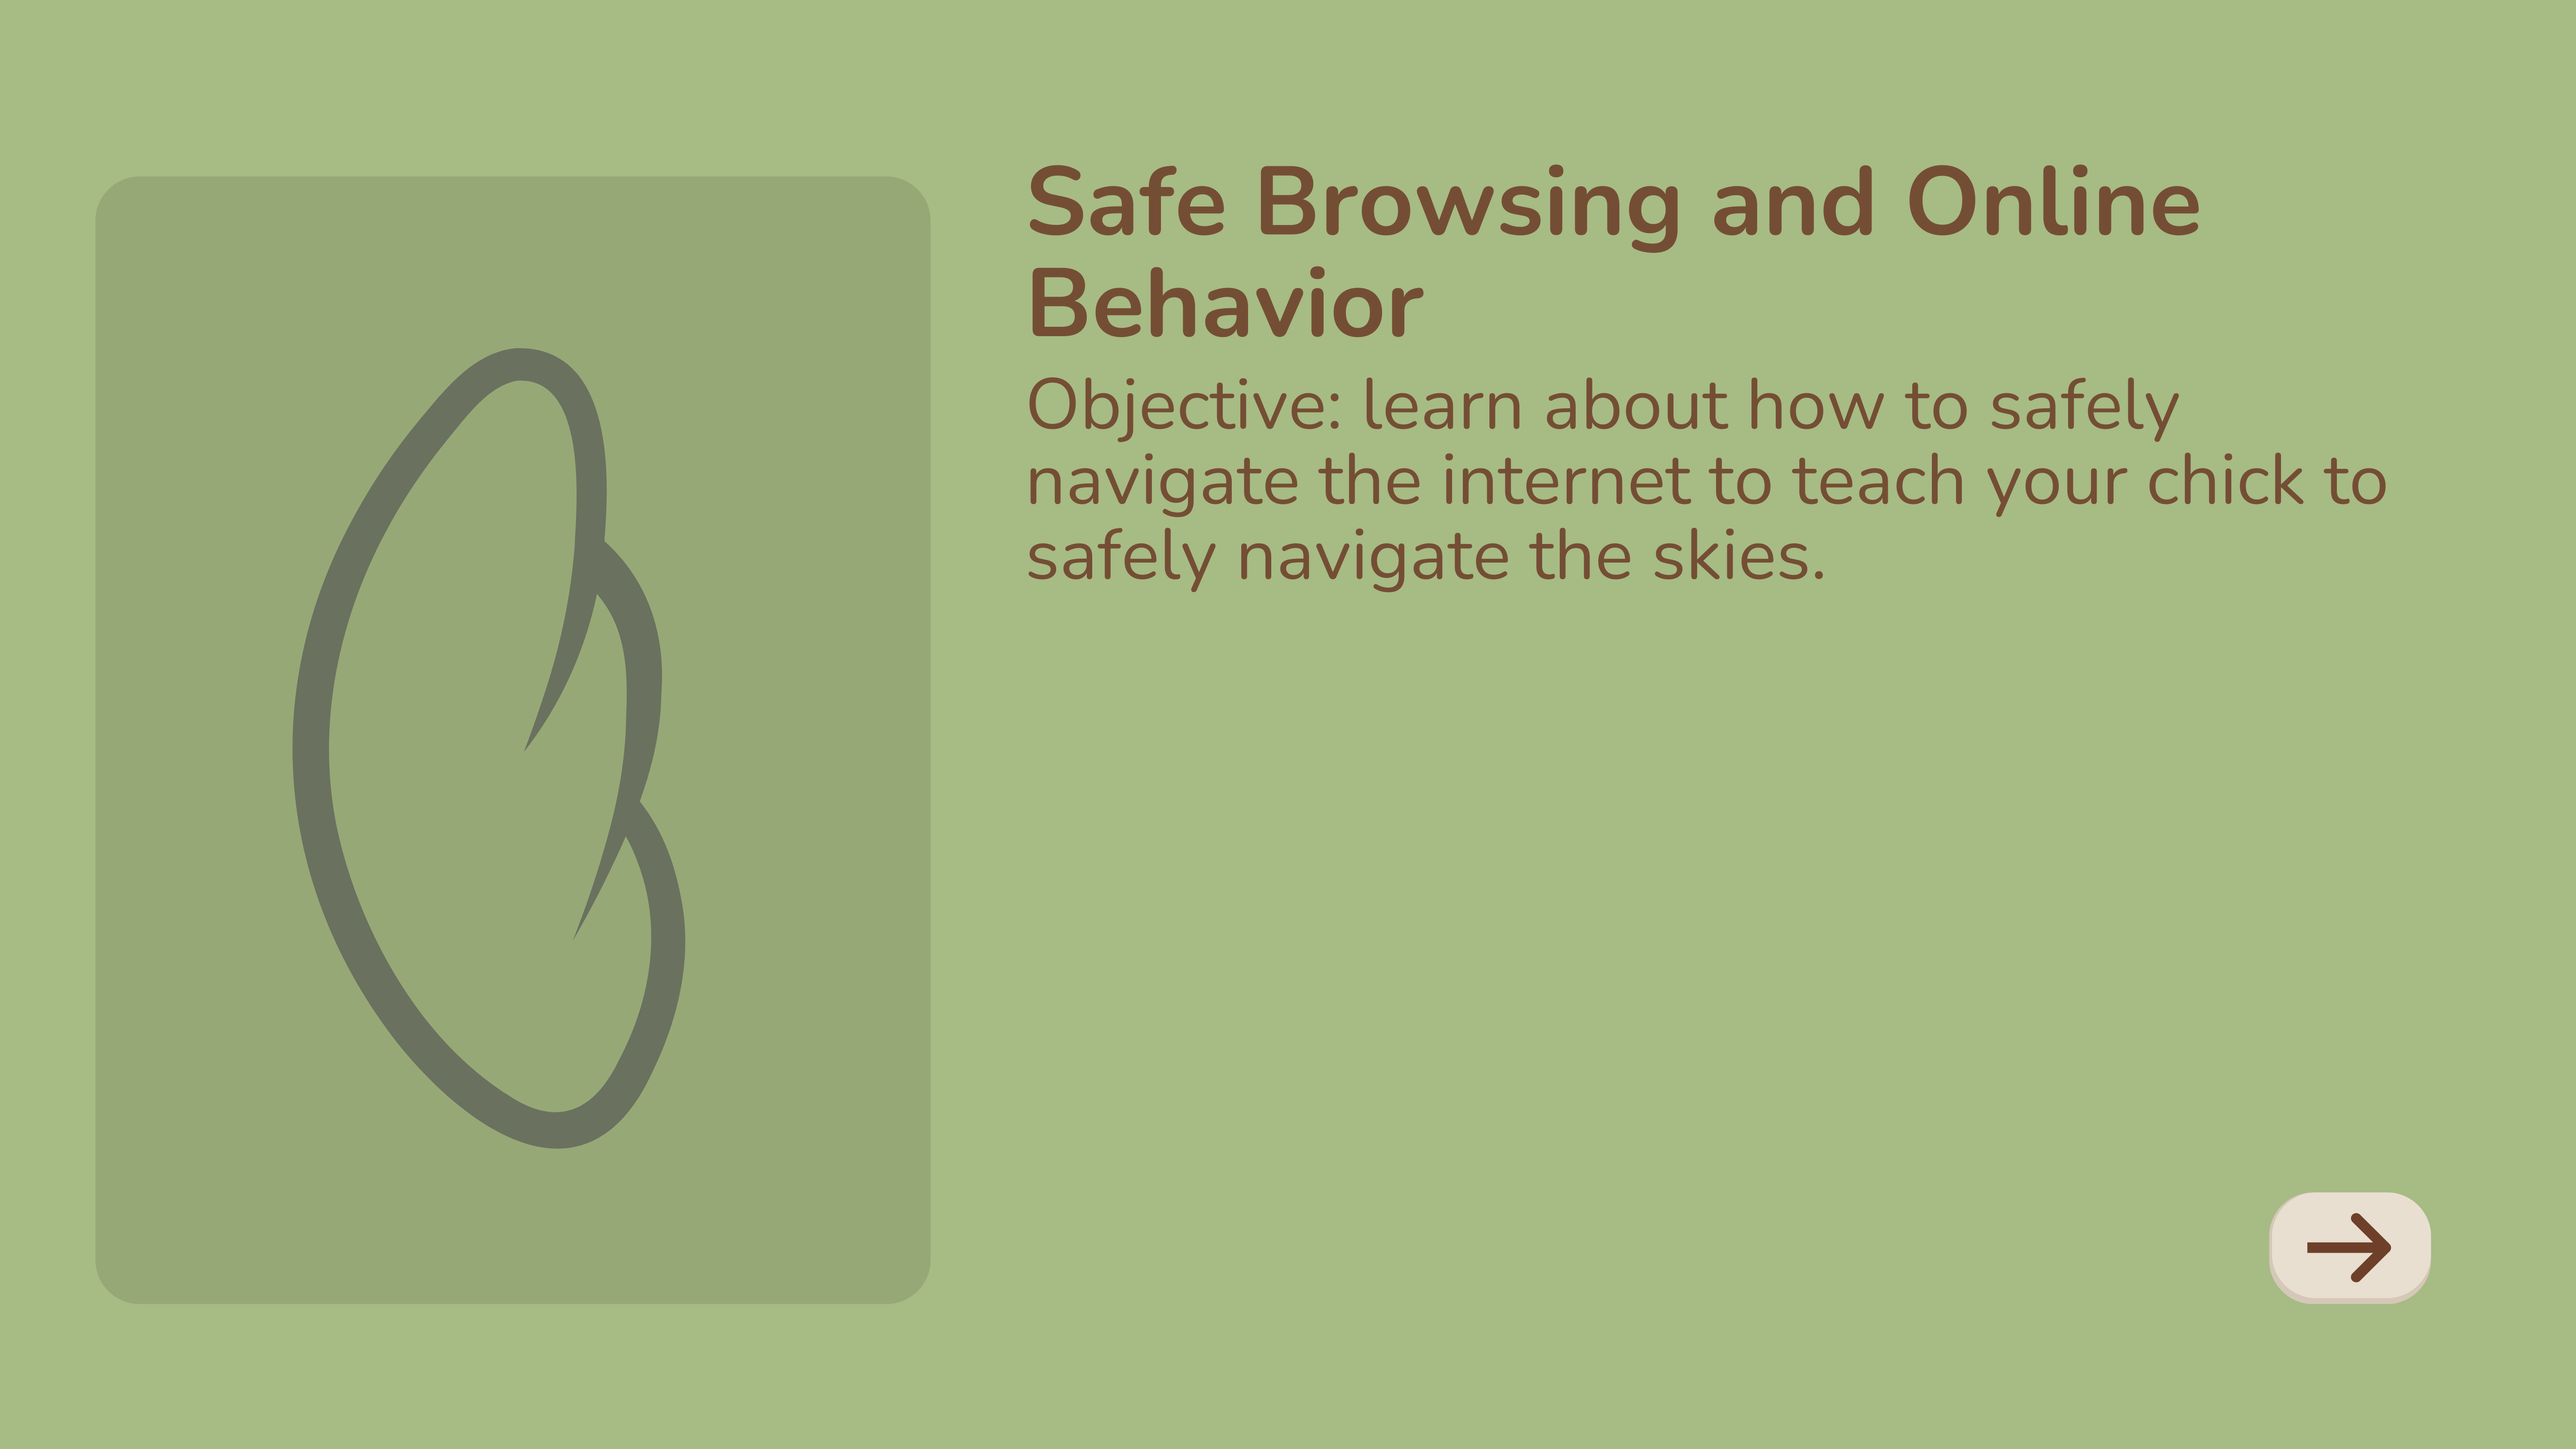 Safe Browsing and Online
Behavior
Objective: learn about how to safely
navigate the internet to teach your chick to
safely navigate the skies.